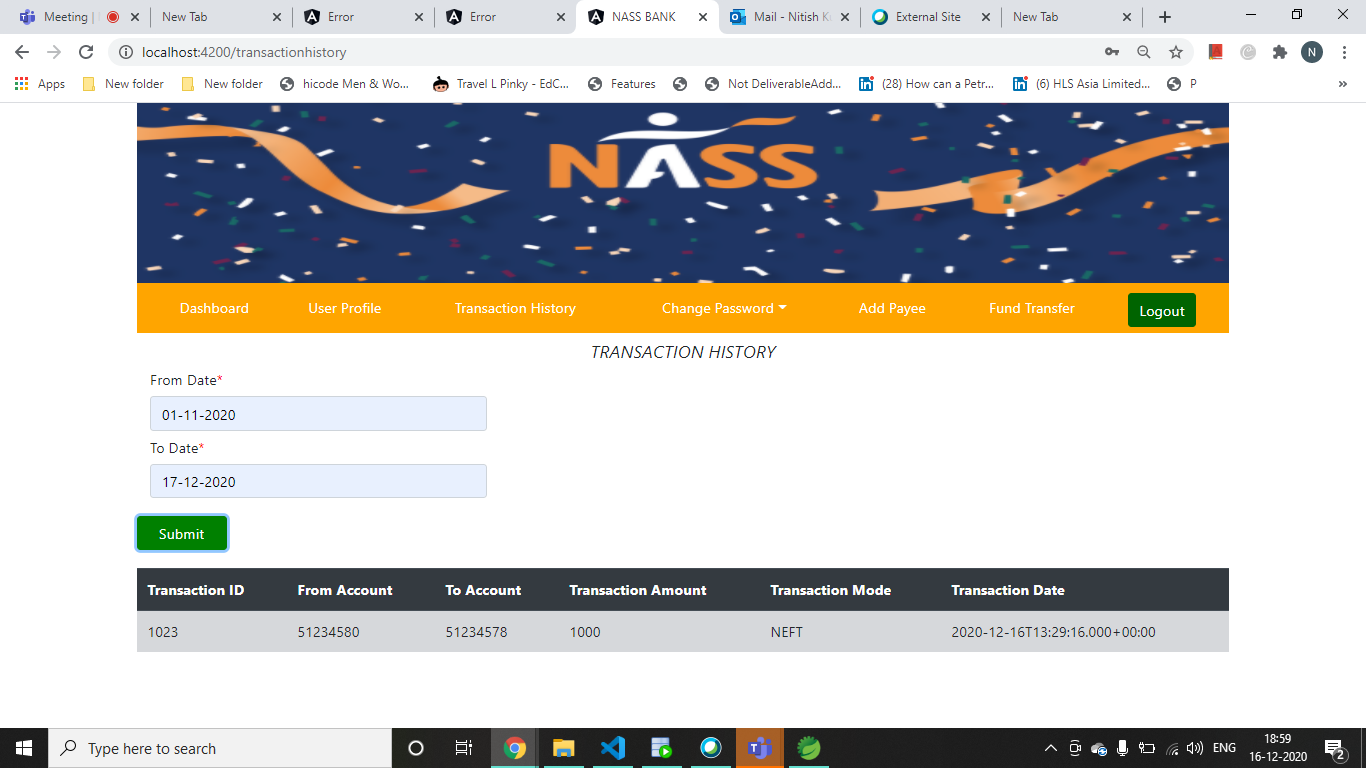 Meeting |
New Tab
Error
Error
NASS BANK
Mail - Nitish K
External Site
New Tab
localhost:4200/transactionhistory
N
Apps
New folder
New folder
hicode Men & Wo...
Travel L Pinky - EdC...
Features
Not DeliverableAdd...
(28) How can a Petr...
(6) HLS Asia Limited...
P
»
NASS
Dashboard
User Profile
Transaction History
Change Password
Add Payee
Fund Transfer
Logout
TRANSACTION HISTORY
From Date*
01-11-2020
To Date*
17-12-2020
Submit
Transaction ID From Account To Account Transaction Amount Transaction Mode Transaction Date
1023 51234580 51234578 1000 NEFT 2020-12-16T13:29:16.000+00:00
Type here to search
ENG
18:59
16-12-2020
2